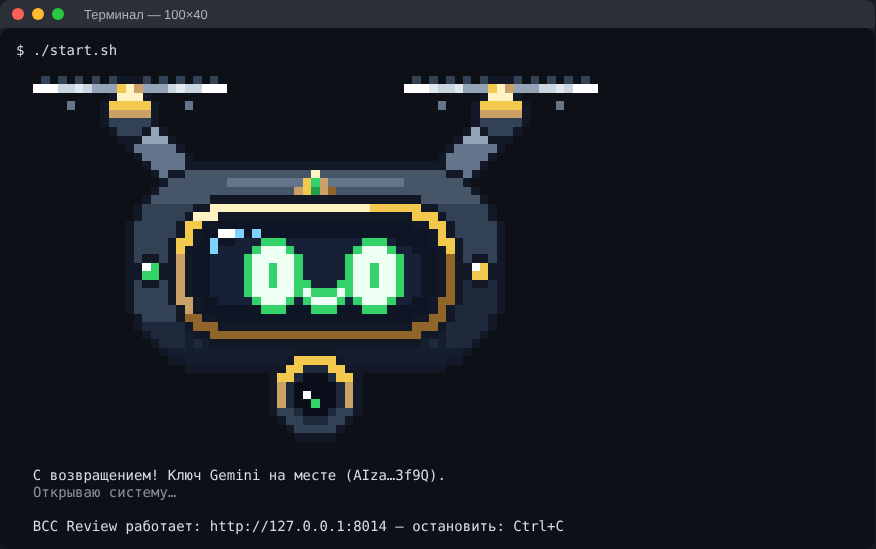 Терминал — 100×40
$ ./start.sh
С возвращением! Ключ Gemini на месте (AIza…3f9Q).
Открываю систему…
BCC Review работает: http://127.0.0.1:8014 — остановить: Ctrl+C